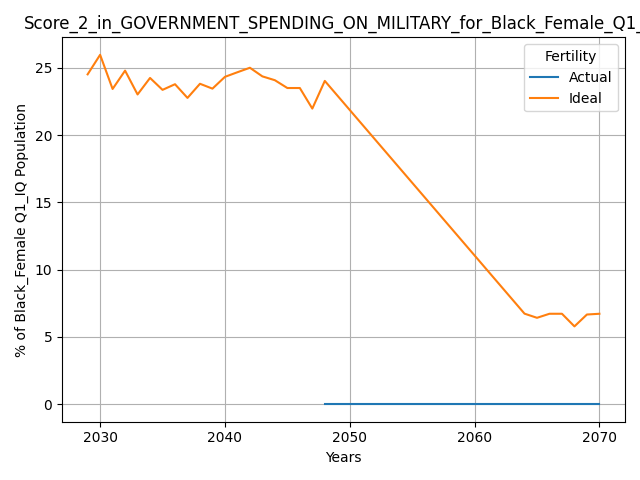 Score_2_in_GOVERNMENT_SPENDING_ON_MILITARY_for_Black_Female_Q1_
Fertility
Actual
Ideal
% of Black_Female Q1_IQ Population
25
20
15
10
5
0
2030 2040 2050 2060 2070
Years